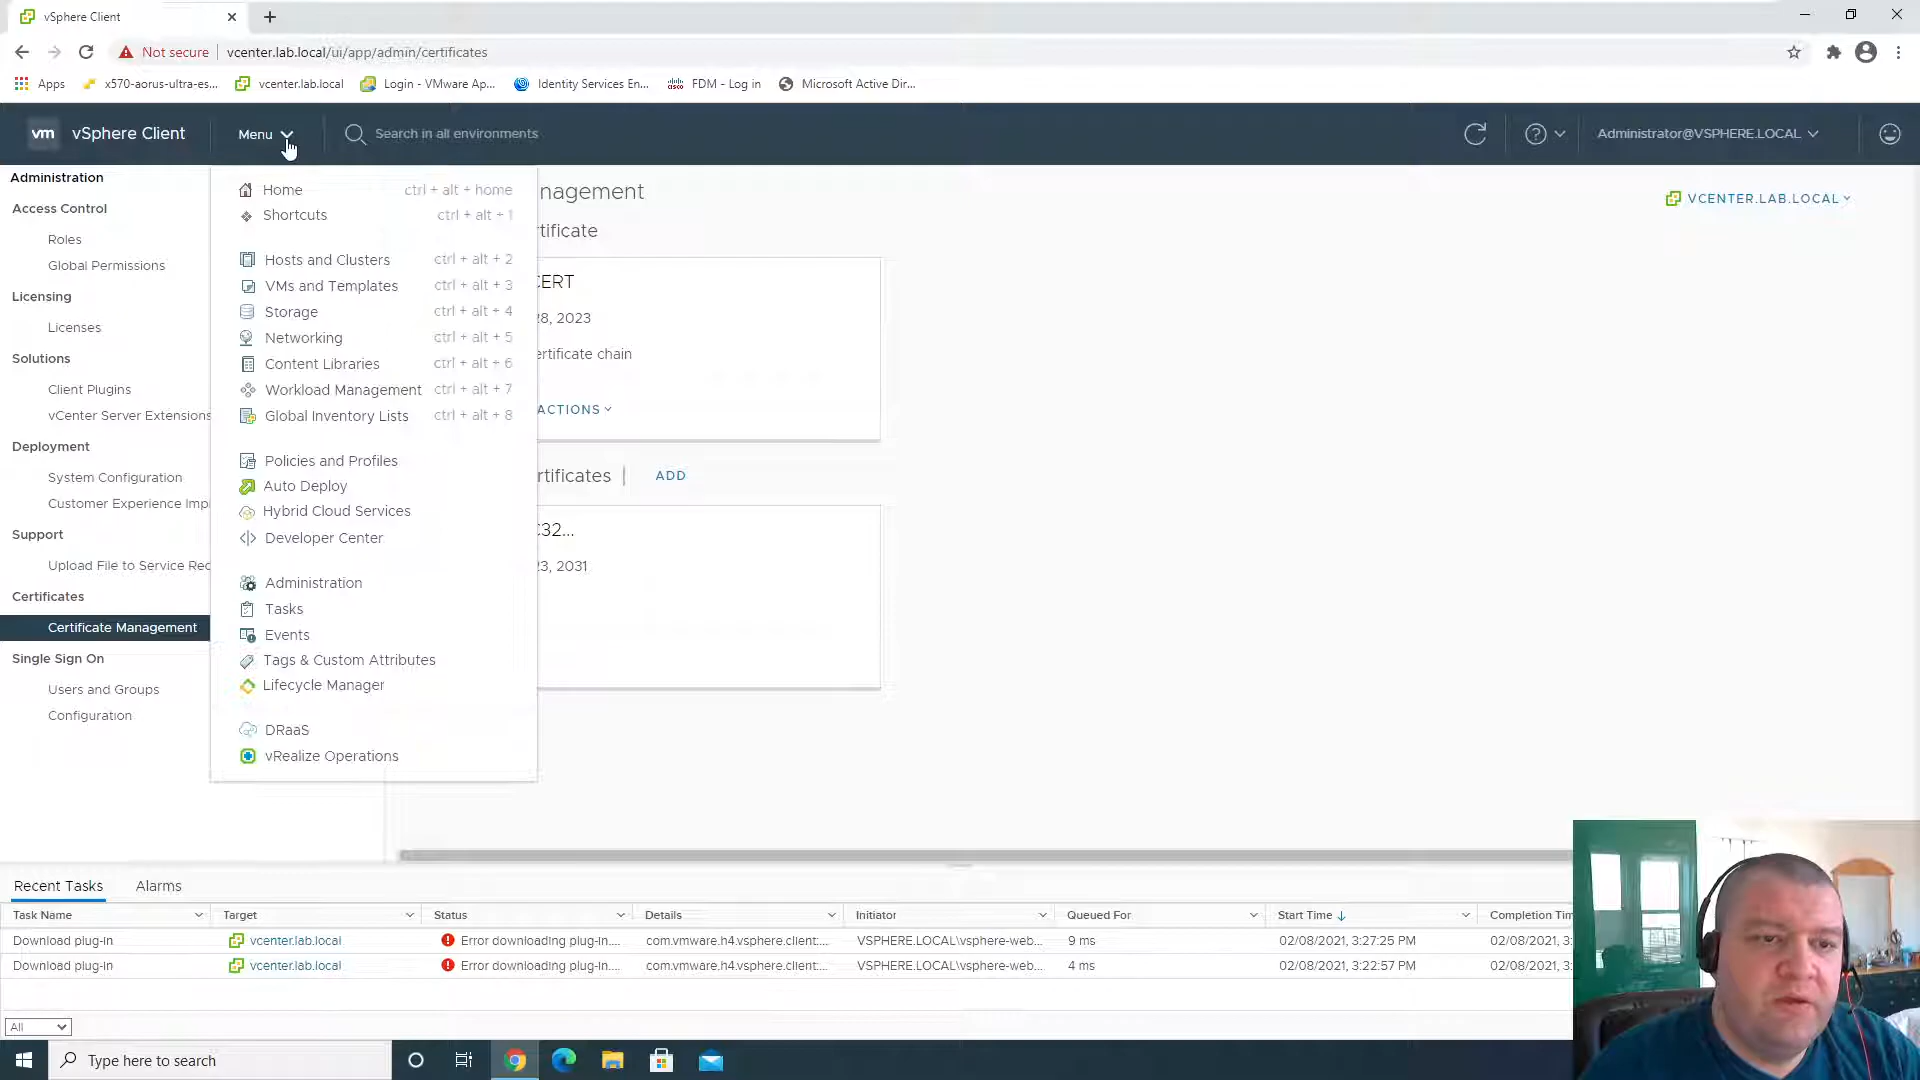 vSphere Client
Not secure vcenter.lab.local/ui/app/admin/certificates
Apps x570-aorus-ultra-es... vcenter.lab.local Login - VMware Ap... Identity Services En... FDM - Log in Microsoft Active Dir...
vm vSphere Client Menu Search in all environments Administrator@VSPHERE.LOCAL
Administration
Access Control
Roles
Global Permissions
Licensing
Licenses
Solutions
Client Plugins
vCenter Server Extensions
Deployment
System Configuration
Customer Experience Imp
Support
Upload File to Service Rec
Certificates
Certificate Management
Single Sign On
Users and Groups
Configuration
Home ctrl + alt + home
Shortcuts ctrl + alt + 1
Hosts and Clusters ctrl + alt + 2
VMs and Templates ctrl + alt + 3
Storage ctrl + alt + 4
Networking ctrl + alt + 5
Content Libraries ctrl + alt + 6
Workload Management ctrl + alt + 7
Global Inventory Lists ctrl + alt + 8
Policies and Profiles
Auto Deploy
Hybrid Cloud Services
Developer Center
Administration
Tasks
Events
Tags & Custom Attributes
Lifecycle Manager
DRaaS
vRealize Operations
nagement
VCENTER.LAB.LOCAL
tificate
CERT
28, 2023
ertificate chain
ACTIONS
rtificates ADD
C32...
23, 2031
Recent Tasks Alarms
Task Name Target Status Details Initiator Queued For Start Time Completion Tim
Download plug-in vcenter.lab.local Error downloading plug-in.... com.vmware.h4.vsphere.client:... VSPHERE.LOCAL\vsphere-web... 9 ms 02/08/2021, 3:27:25 PM 02/08/2021, 3:
Download plug-in vcenter.lab.local Error downloading plug-in.... com.vmware.h4.vsphere.client:... VSPHERE.LOCAL\vsphere-web... 4 ms 02/08/2021, 3:22:57 PM 02/08/2021, 3:
All
Type here to search